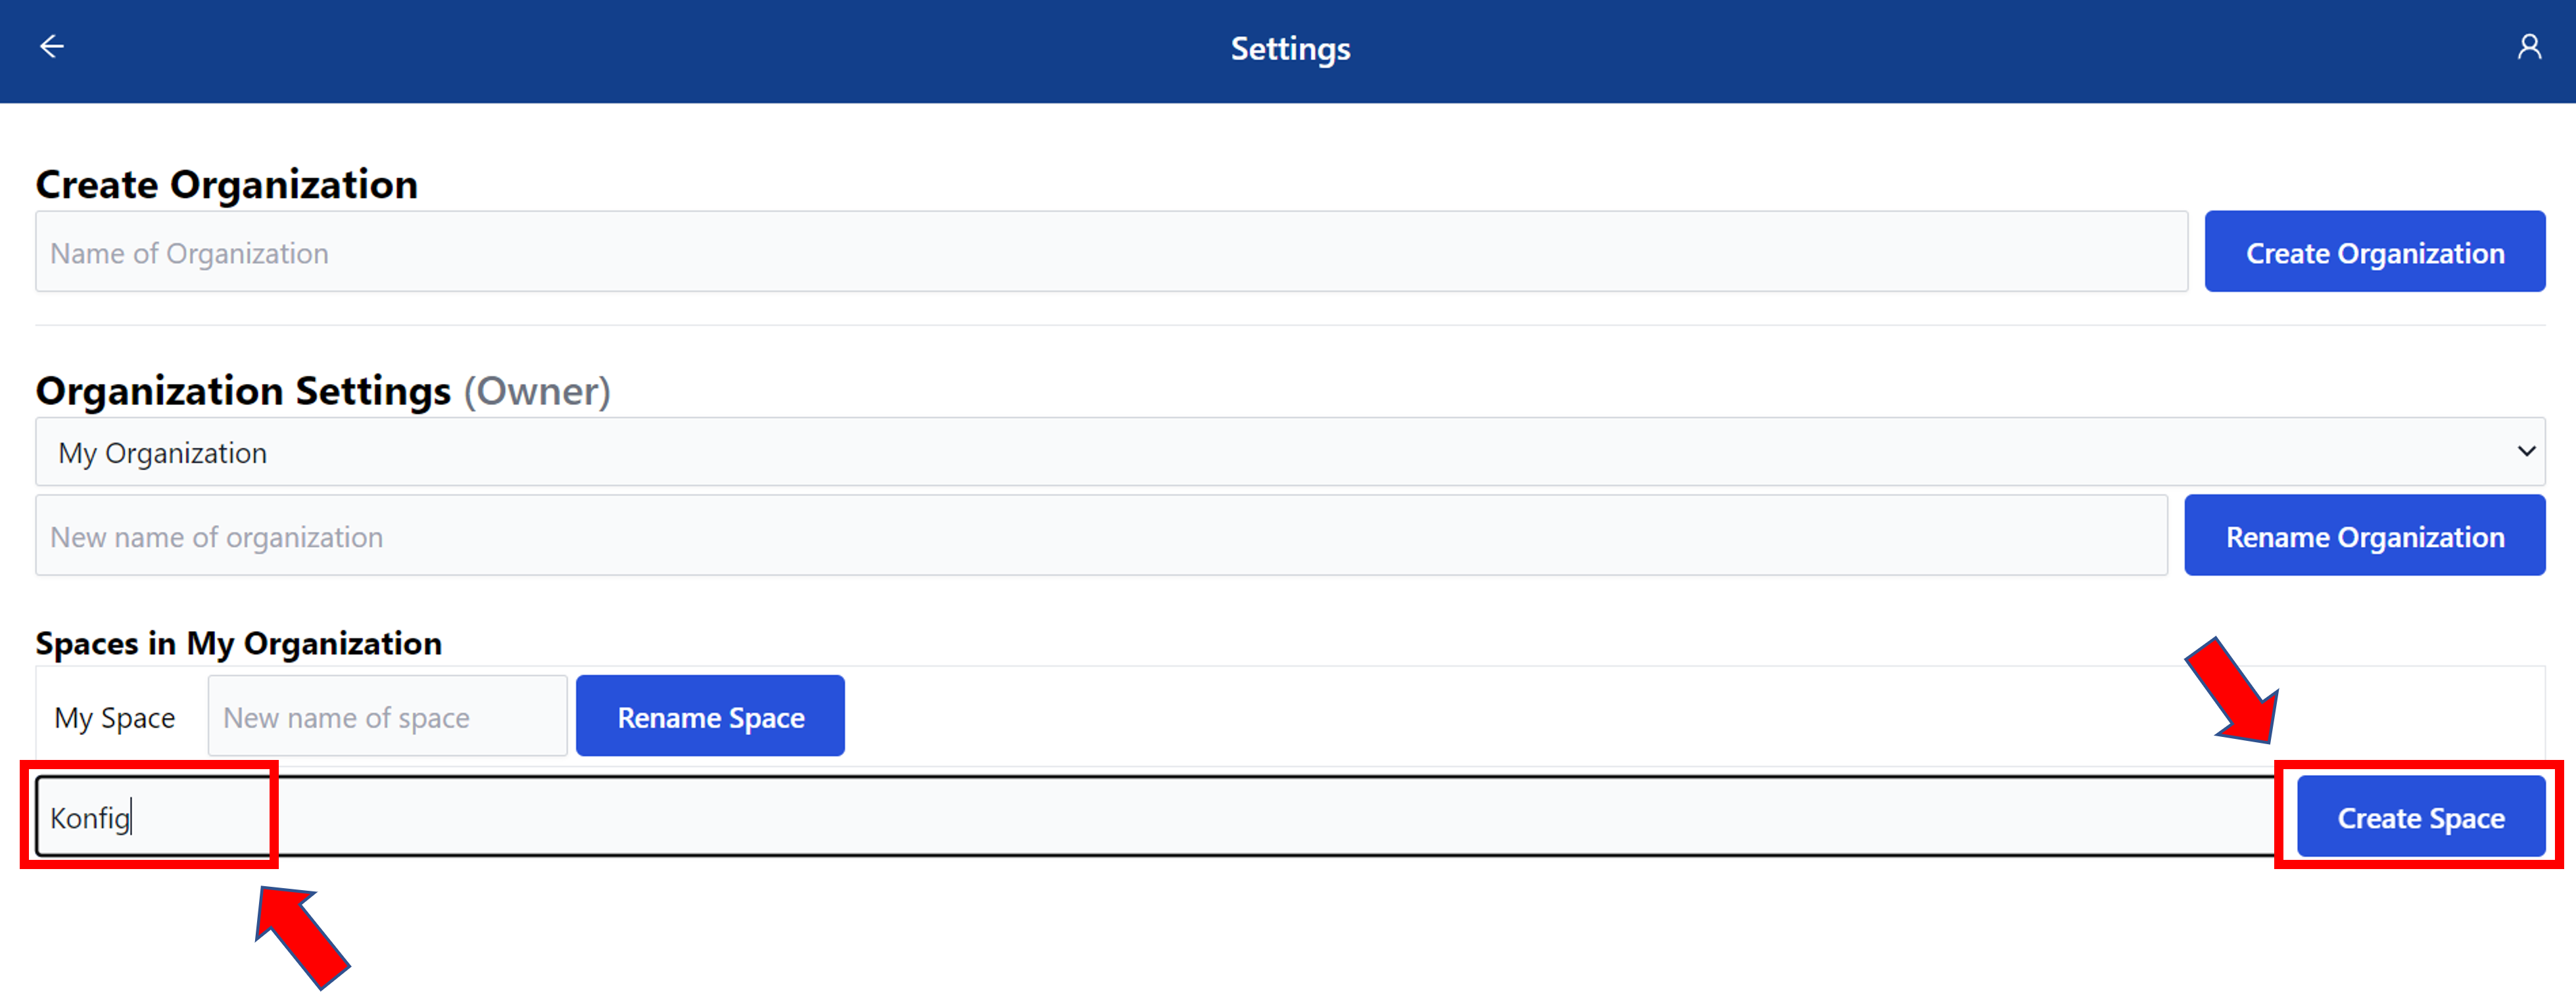 Settings
Create Organization
Name of Organization Create Organization
Organization Settings (Owner)
My Organization
New name of organization Rename Organization
Spaces in My Organization
My Space New name of space Rename Space
Konfig Create Space